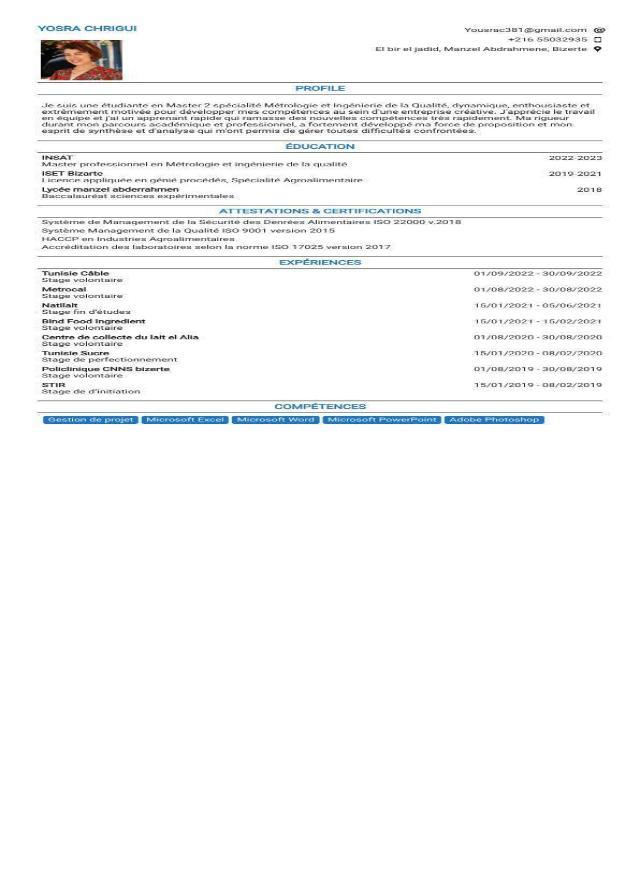 YOSRA CHRIGUI
Yousrac381@gmail.com
+216 55032935
El bir el jadid, Manzel Abdrahmene, Bizerte
PROFILE
Je suis une étudiante en Master 2 spécialité Métrologie et Ingénierie de la Qualité, dynamique, enthousiaste et
extrêmement motivée pour développer mes compétences au sein d'une entreprise créative. J'apprécie le travail
en équipe et j'ai un apprenant rapide qui ramasse des nouvelles compétences très rapidement. Ma rigueur
durant mon parcours académique et professionnel, a fortement développé ma force de proposition et mon
esprit de synthèse et d'analyse qui m'ont permis de gérer toutes difficultés confrontées.
ÉDUCATION
INSAT 2022-2023
Master professionnel en Métrologie et ingénierie de la qualité
ISET Bizarto 2019-2021
Licence appliquée en génié procédés, Spécialité Agroalimentaire
Lycée manzel abderrahmen 2018
Baccalauréat sciences expérimentales
ATTESTATIONS & CERTIFICATIONS
Système de Management de la Sécurité des Denrées Alimentaires ISO 22000 v.2018
Système Management de la Qualité ISO 9001 version 2015
HACCP en Industries Agroalimentaires
Accréditation des laboratoires selon la norme ISO 17025 version 2017
EXPÉRIENCES
Tunisie Câble 01/09/2022 - 30/09/2022
Stage volontaire
Metrocal 01/08/2022 - 30/08/2022
Stage volontaire
Natilait 15/01/2021 - 05/06/2021
Stage fin d'études
Bind Food Ingredient 15/01/2021 - 15/02/2021
Stage volontaire
Centre de collecte du lait el Alia 01/08/2020 - 30/08/2020
Stage volontaire
Tunisie Sucre 15/01/2020 - 08/02/2020
Stage de perfectionnement
Policlinique CNNS bizerte 01/08/2019 - 30/08/2019
Stage volontaire
STIR 15/01/2019 - 08/02/2019
Stage de d'initiation
COMPÉTENCES
Gestion de projet Microsoft Excel Microsoft Word Microsoft PowerPoint Adobe Photoshop